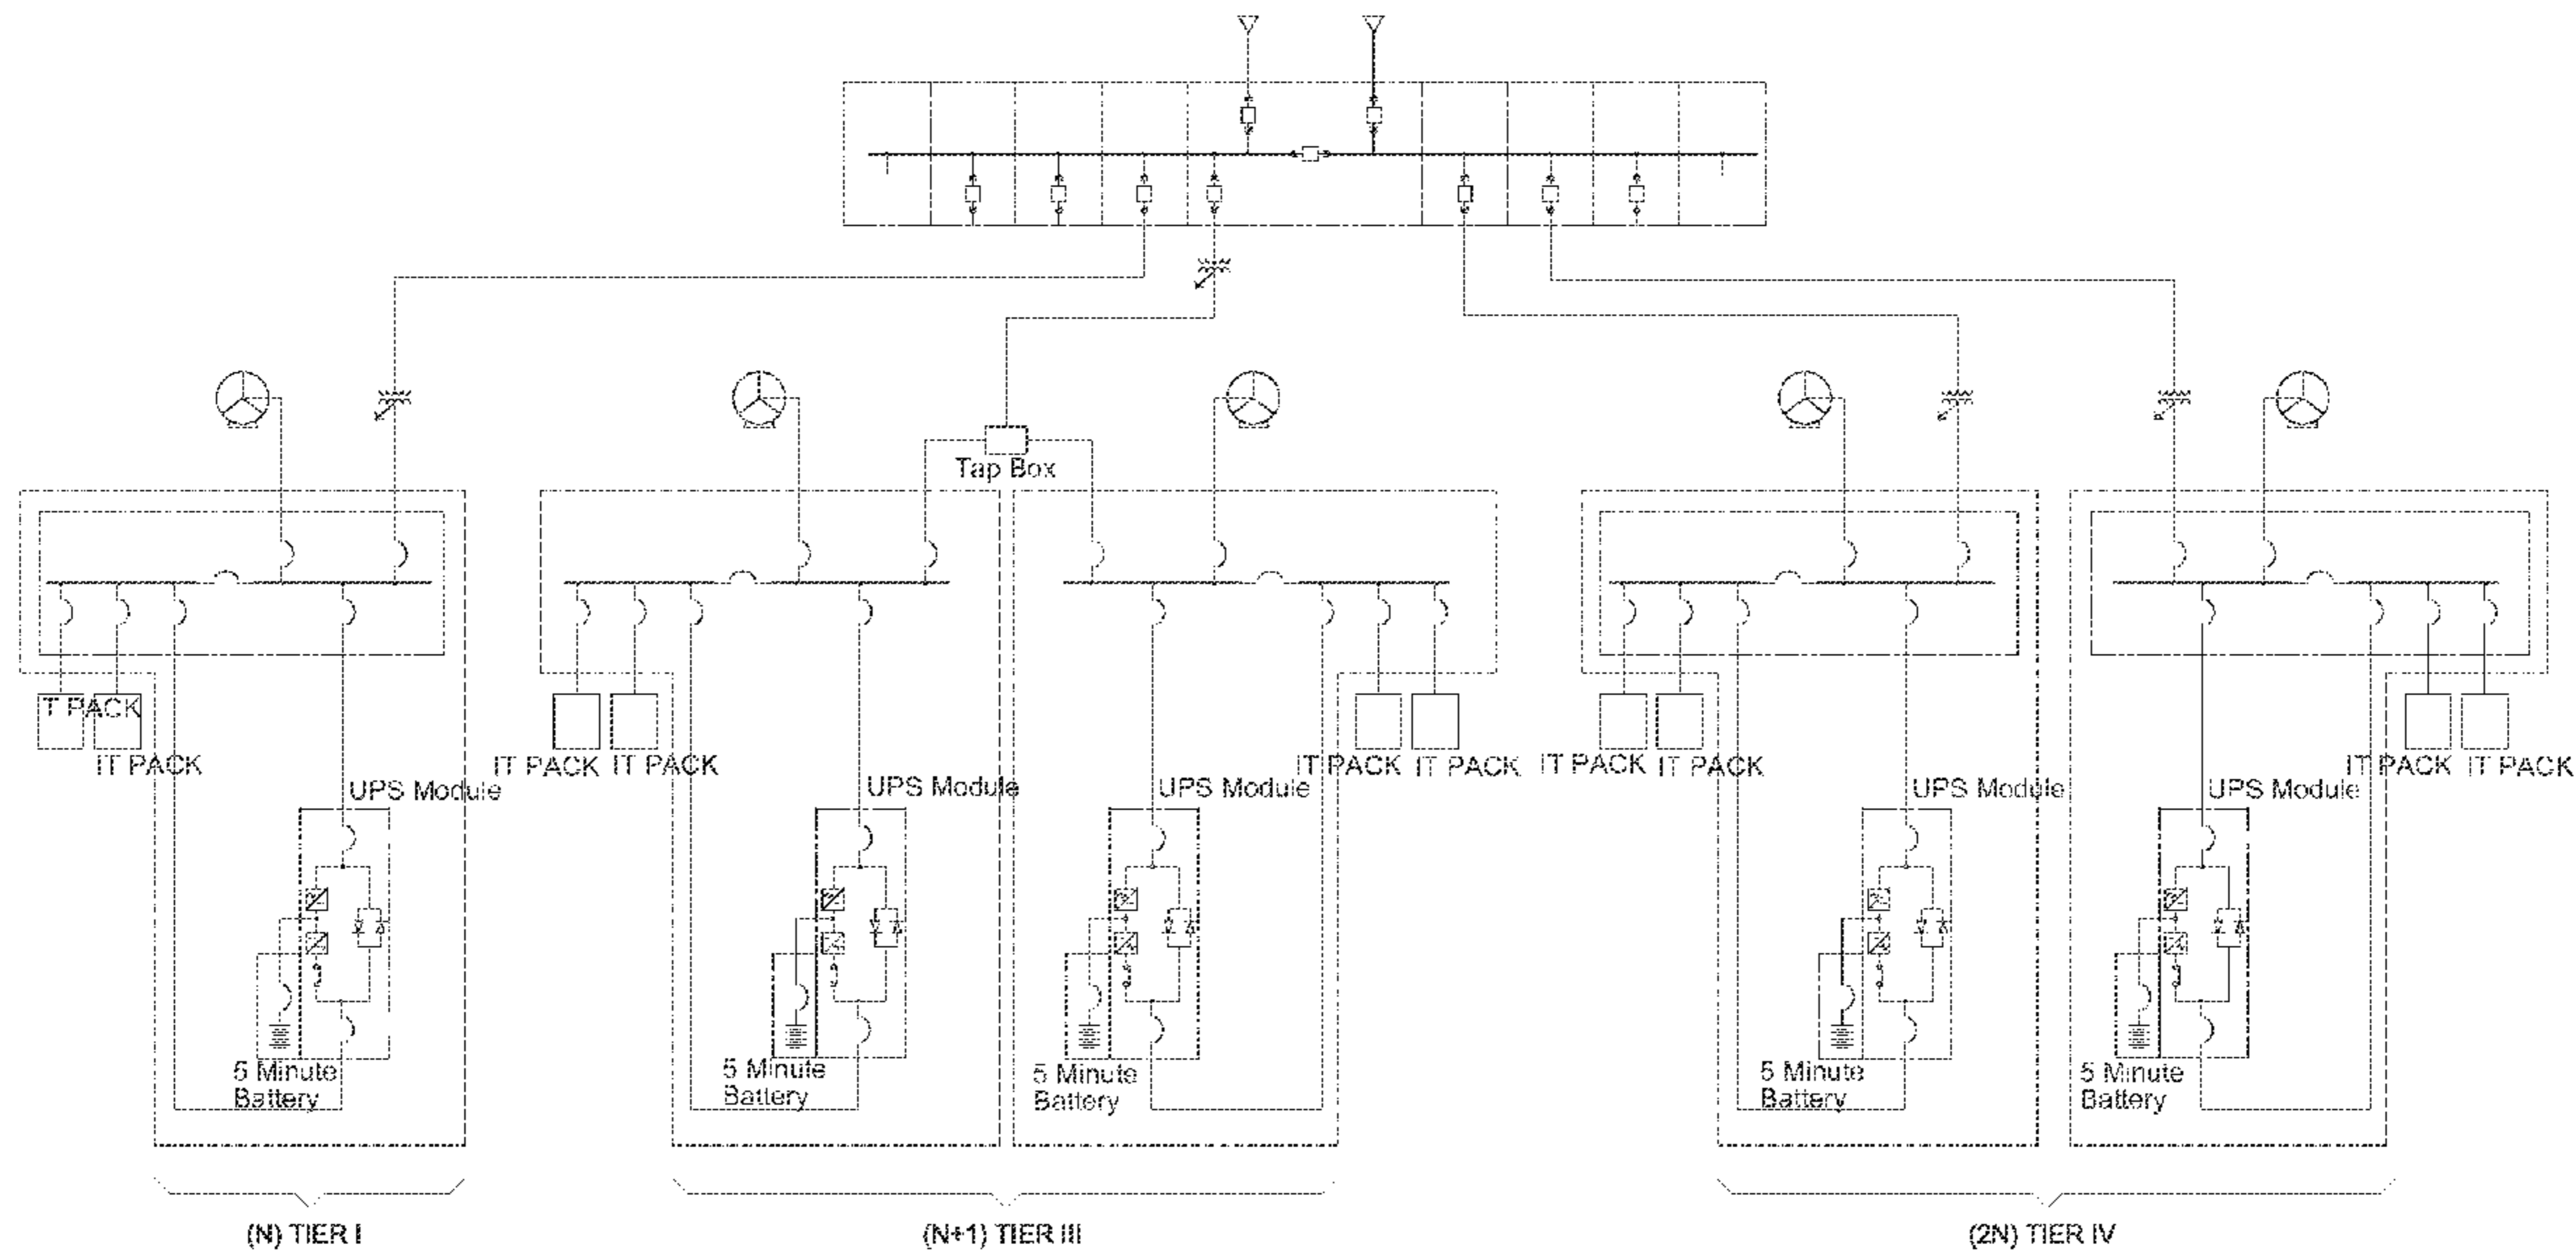 Tap Box
IT PACK
IT PACK
IT PACK
IT PACK
IT PACK
IT PACK
IT PACK
IT PACK
IT PACK
IT PACK
UPS Module
UPS Module
UPS Module
UPS Module
UPS Module
5 Minute
Battery
5 Minute
Battery
5 Minute
Battery
5 Minute
Battery
5 Minute
Battery
(N) TIER I
(N+1) TIER III
(2N) TIER IV